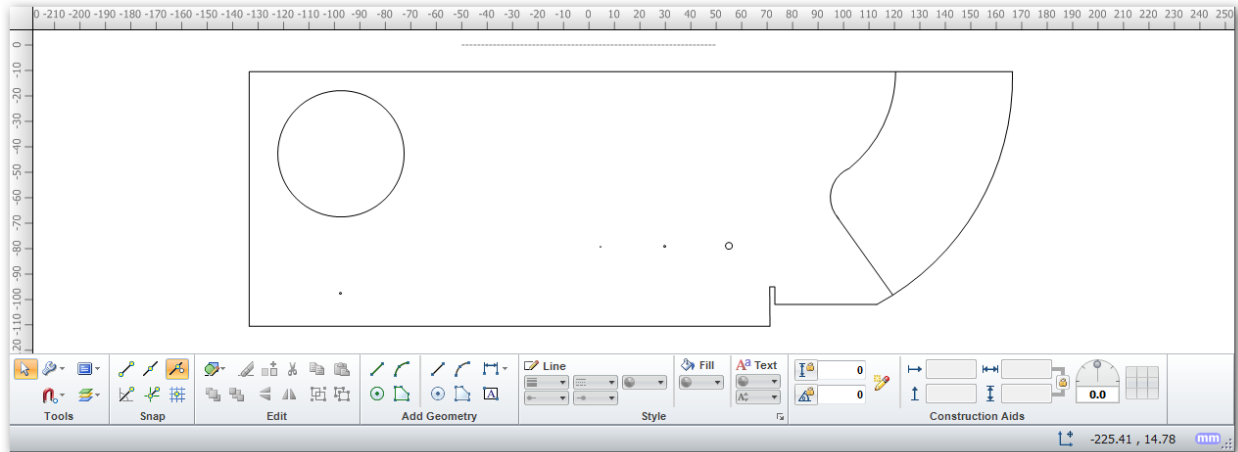 0 -210 -200 -190 -180 -170 -160 -150 -140 -130 -120 -110 -100 -90 -80 -70 -60 -50 -40 -30 -20 -10 0 10 20 30 40 50 60 70 80 90 100 110 120 130 140 150 160 170 180 190 200 210 220 230 240 250
0
-10
-20
-30
-40
-50
-60
-70
-80
-90
-100
-110
20
Line Fill Aa Text
0
A
A
0
0.0
Tools Snap Edit Add Geometry Style Construction Aids
-225.41 , 14.78 mm